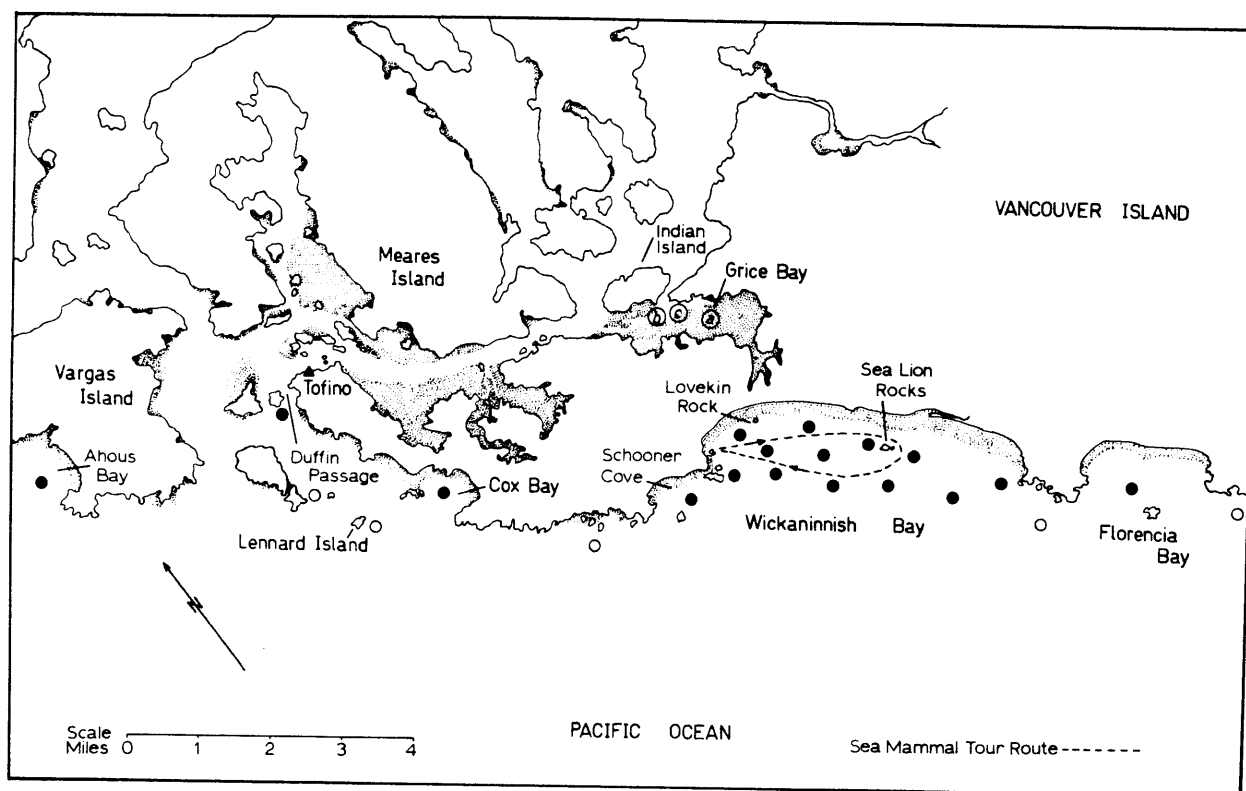 VANCOUVER ISLAND
Indian
Island
Meares
Island
Grice Bay
b
c
a
Vargas
Island
Tofino
Lovekin
Rock
Sea Lion
Rocks
Ahous
Bay
Duffin
Passage
Schooner
Cove
Cox Bay
Wickaninnish Bay
Lennard Island
Florencia
Bay
N
PACIFIC OCEAN
Scale
Miles 0 1 2 3 4
Sea Mammal Tour Route